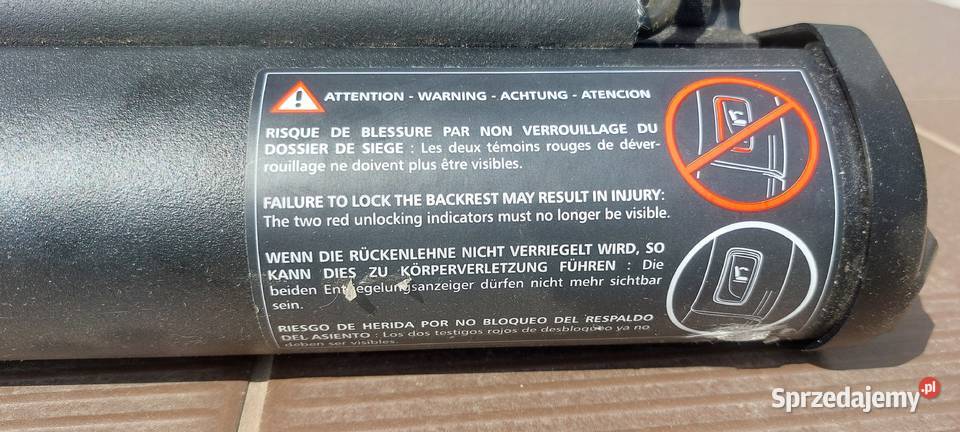 ATTENTION - WARNING - ACHTUNG - ATENCION
RISQUE DE BLESSURE PAR NON VERROUILLAGE DU
DOSSIER DE SIEGE : Les deux témoins rouges de déver-
rouillage ne doivent plus être visibles.
FAILURE TO LOCK THE BACKREST MAY RESULT IN INJURY:
The two red unlocking indicators must no longer be visible.
WENN DIE RÜCKENLEHNE NICHT VERRIEGELT WIRD, SO
KANN DIES ZU KÖRPERVERLETZUNG FÜHREN : Die
beiden Entriegelungsanzeiger dürfen nicht mehr sichtbar
sein.
RIESGO DE HERIDA POR NO BLOQUEO DEL RESPALDO
DEL ASIENTO : Los dos testigos rojos de desbloqueo ya no
deben ser visibles.
Sprzedajemy.pl